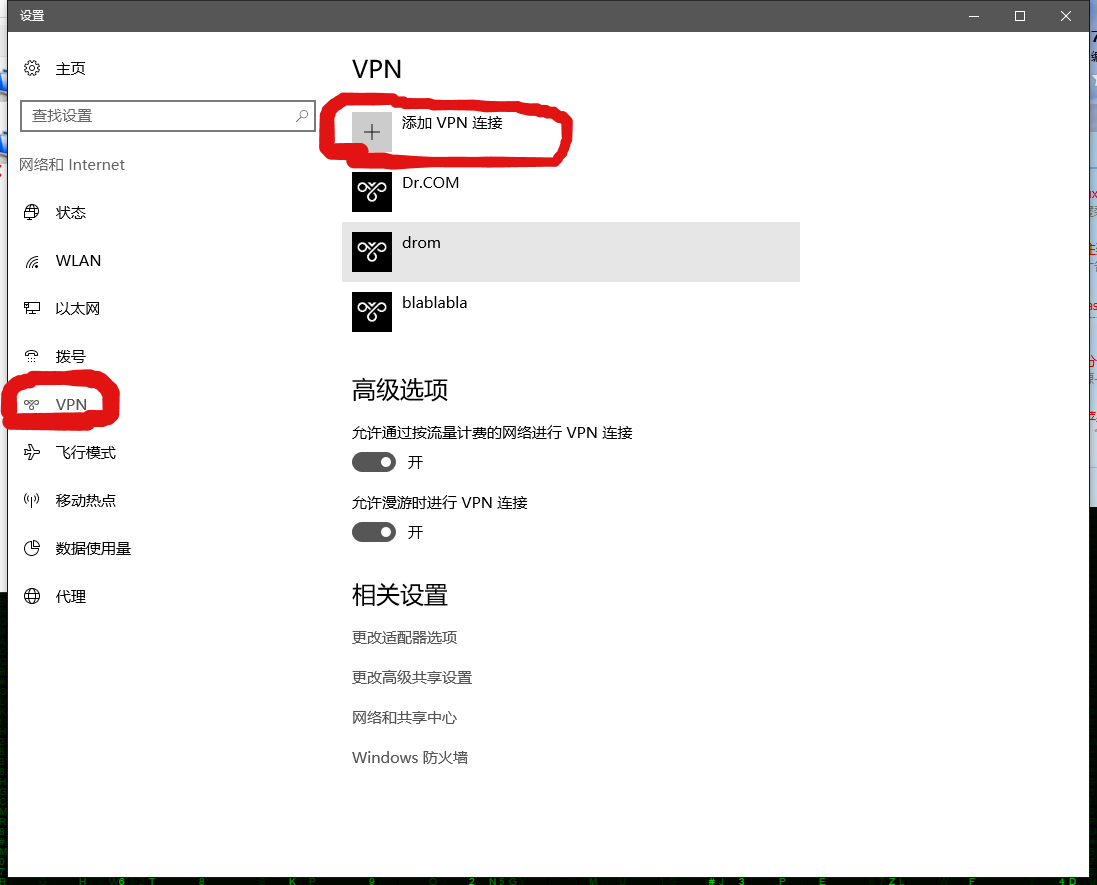 设置
主页
查找设置
网络和 Internet
状态
WLAN
以太网
拨号
VPN
飞行模式
移动热点
数据使用量
代理
VPN
添加 VPN 连接
Dr.COM
drom
blablabla
高级选项
允许通过按流量计费的网络进行 VPN 连接
开
允许漫游时进行 VPN 连接
开
相关设置
更改适配器选项
更改高级共享设置
网络和共享中心
Windows 防火墙